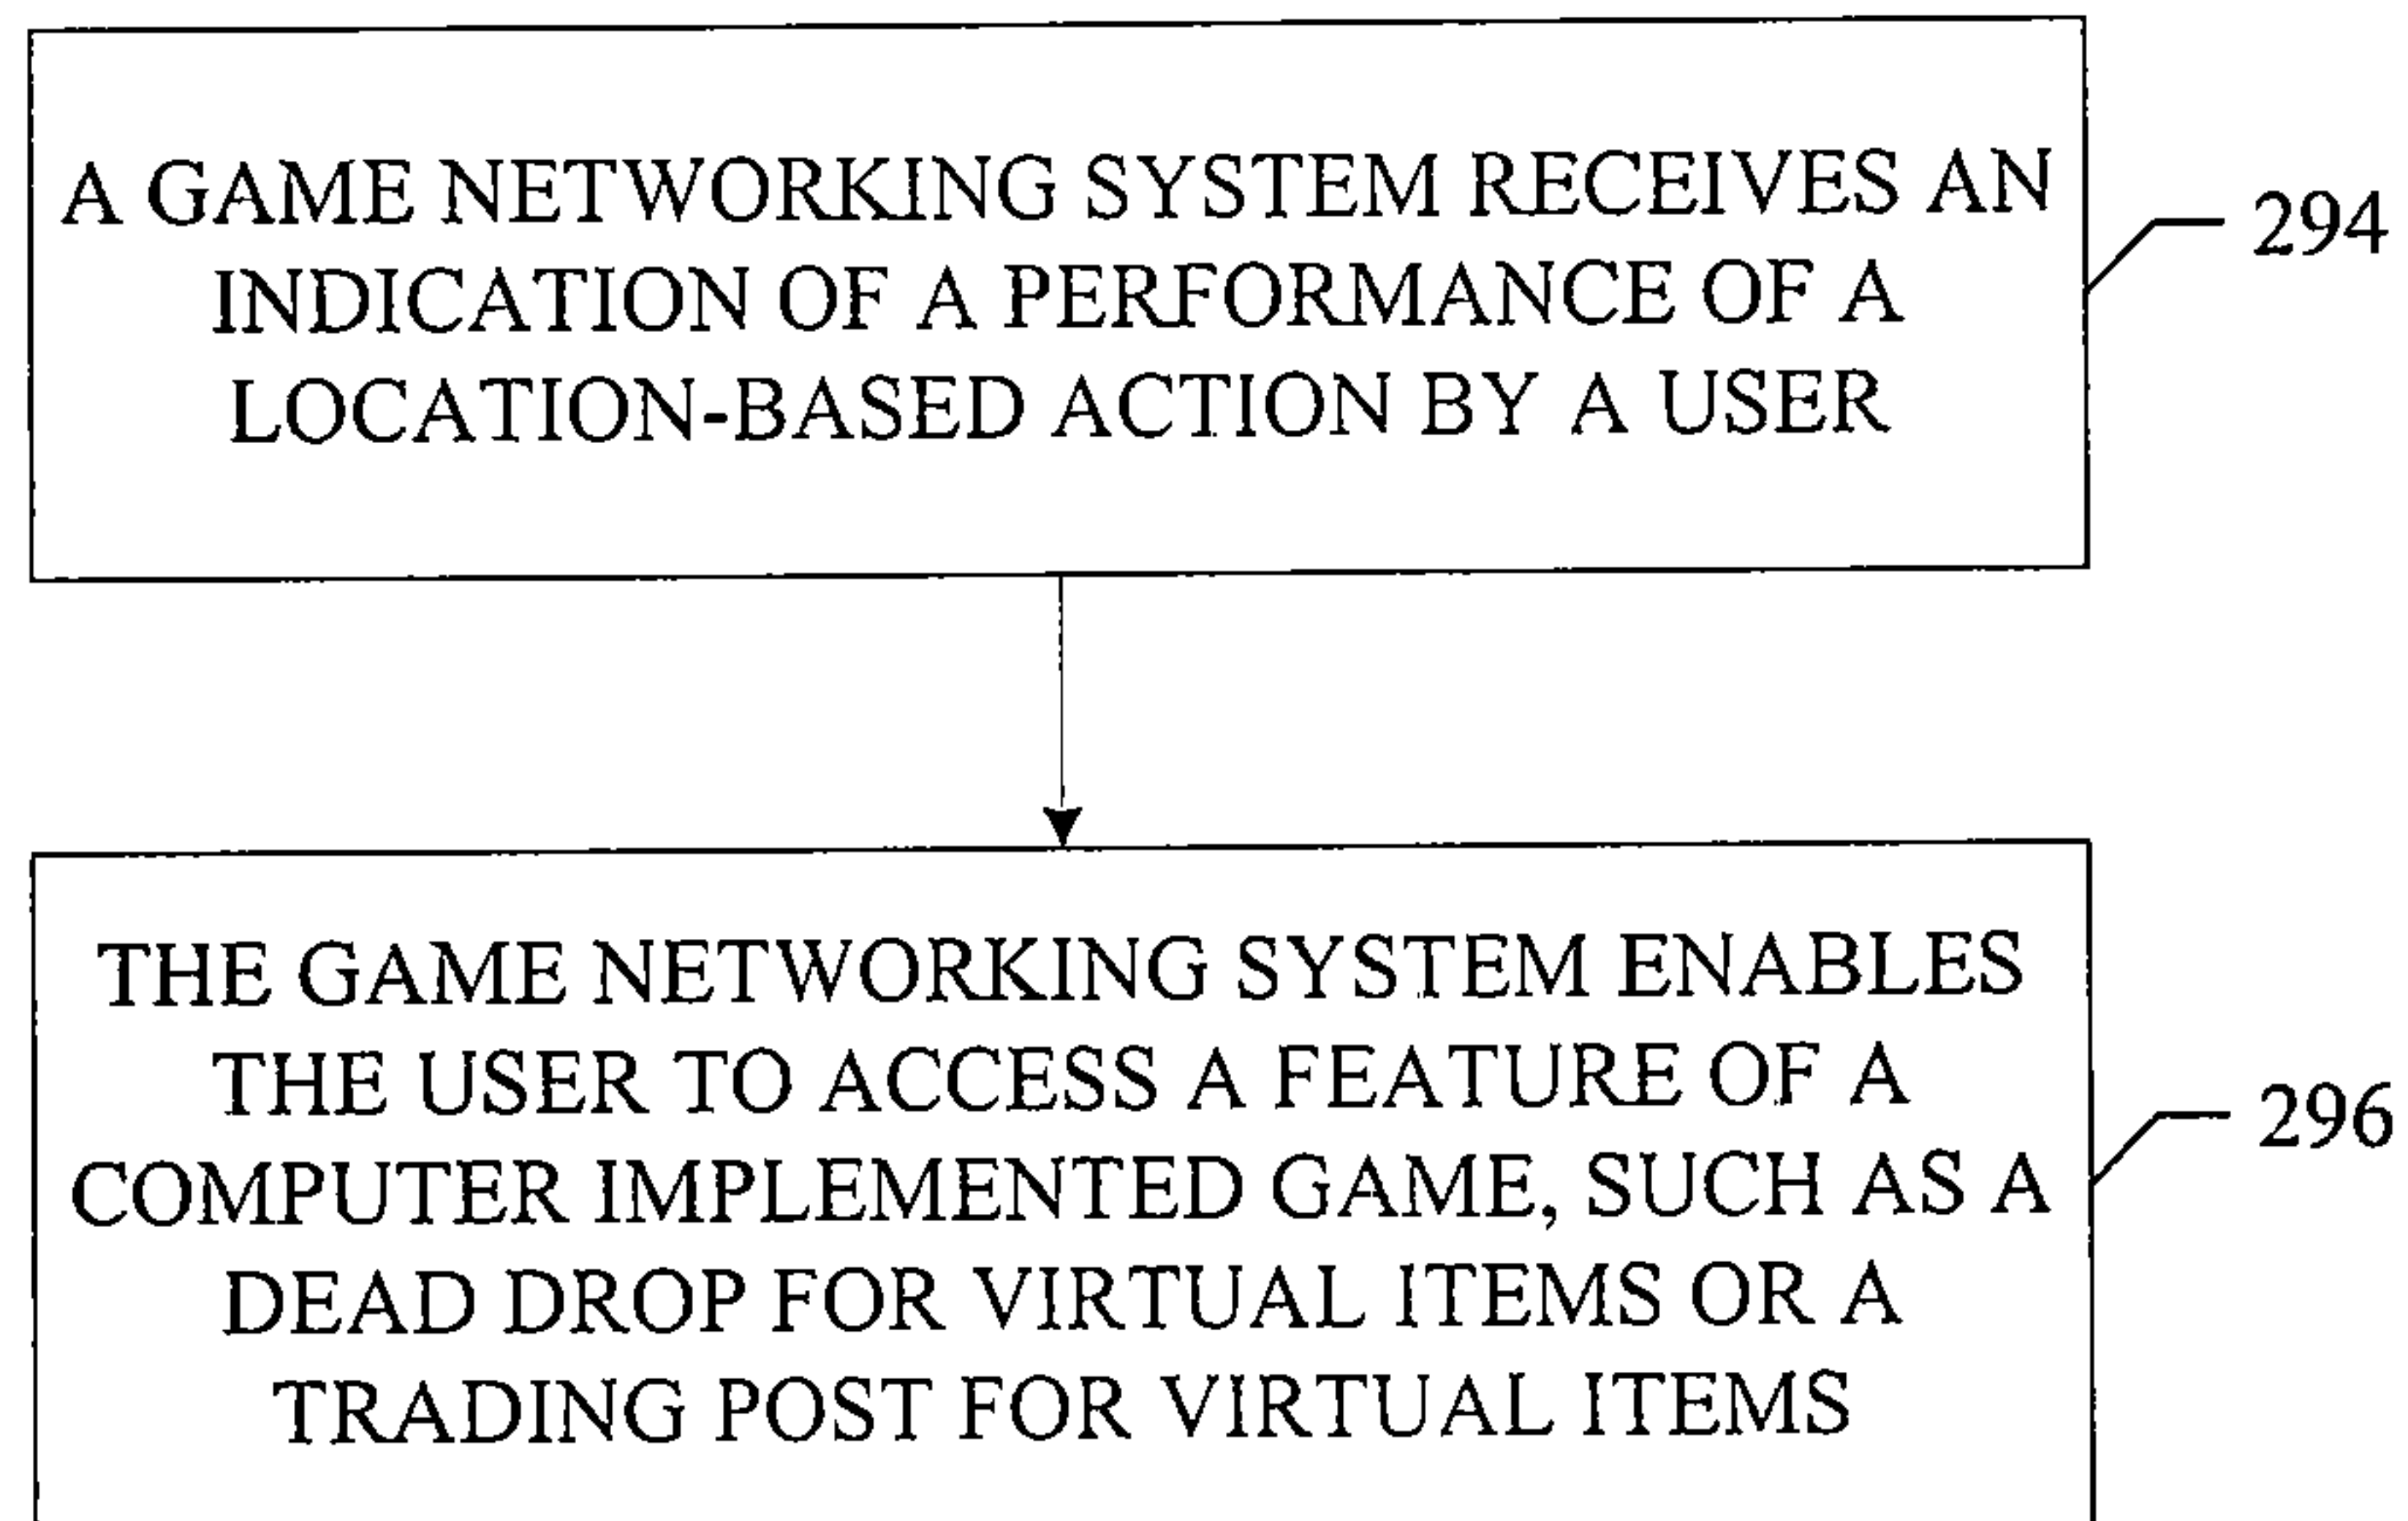 A GAME NETWORKING SYSTEM RECEIVES AN
INDICATION OF A PERFORMANCE OF A
LOCATION-BASED ACTION BY A USER
294
THE GAME NETWORKING SYSTEM ENABLES
THE USER TO ACCESS A FEATURE OF A
COMPUTER IMPLEMENTED GAME, SUCH AS A
DEAD DROP FOR VIRTUAL ITEMS OR A
TRADING POST FOR VIRTUAL ITEMS
296